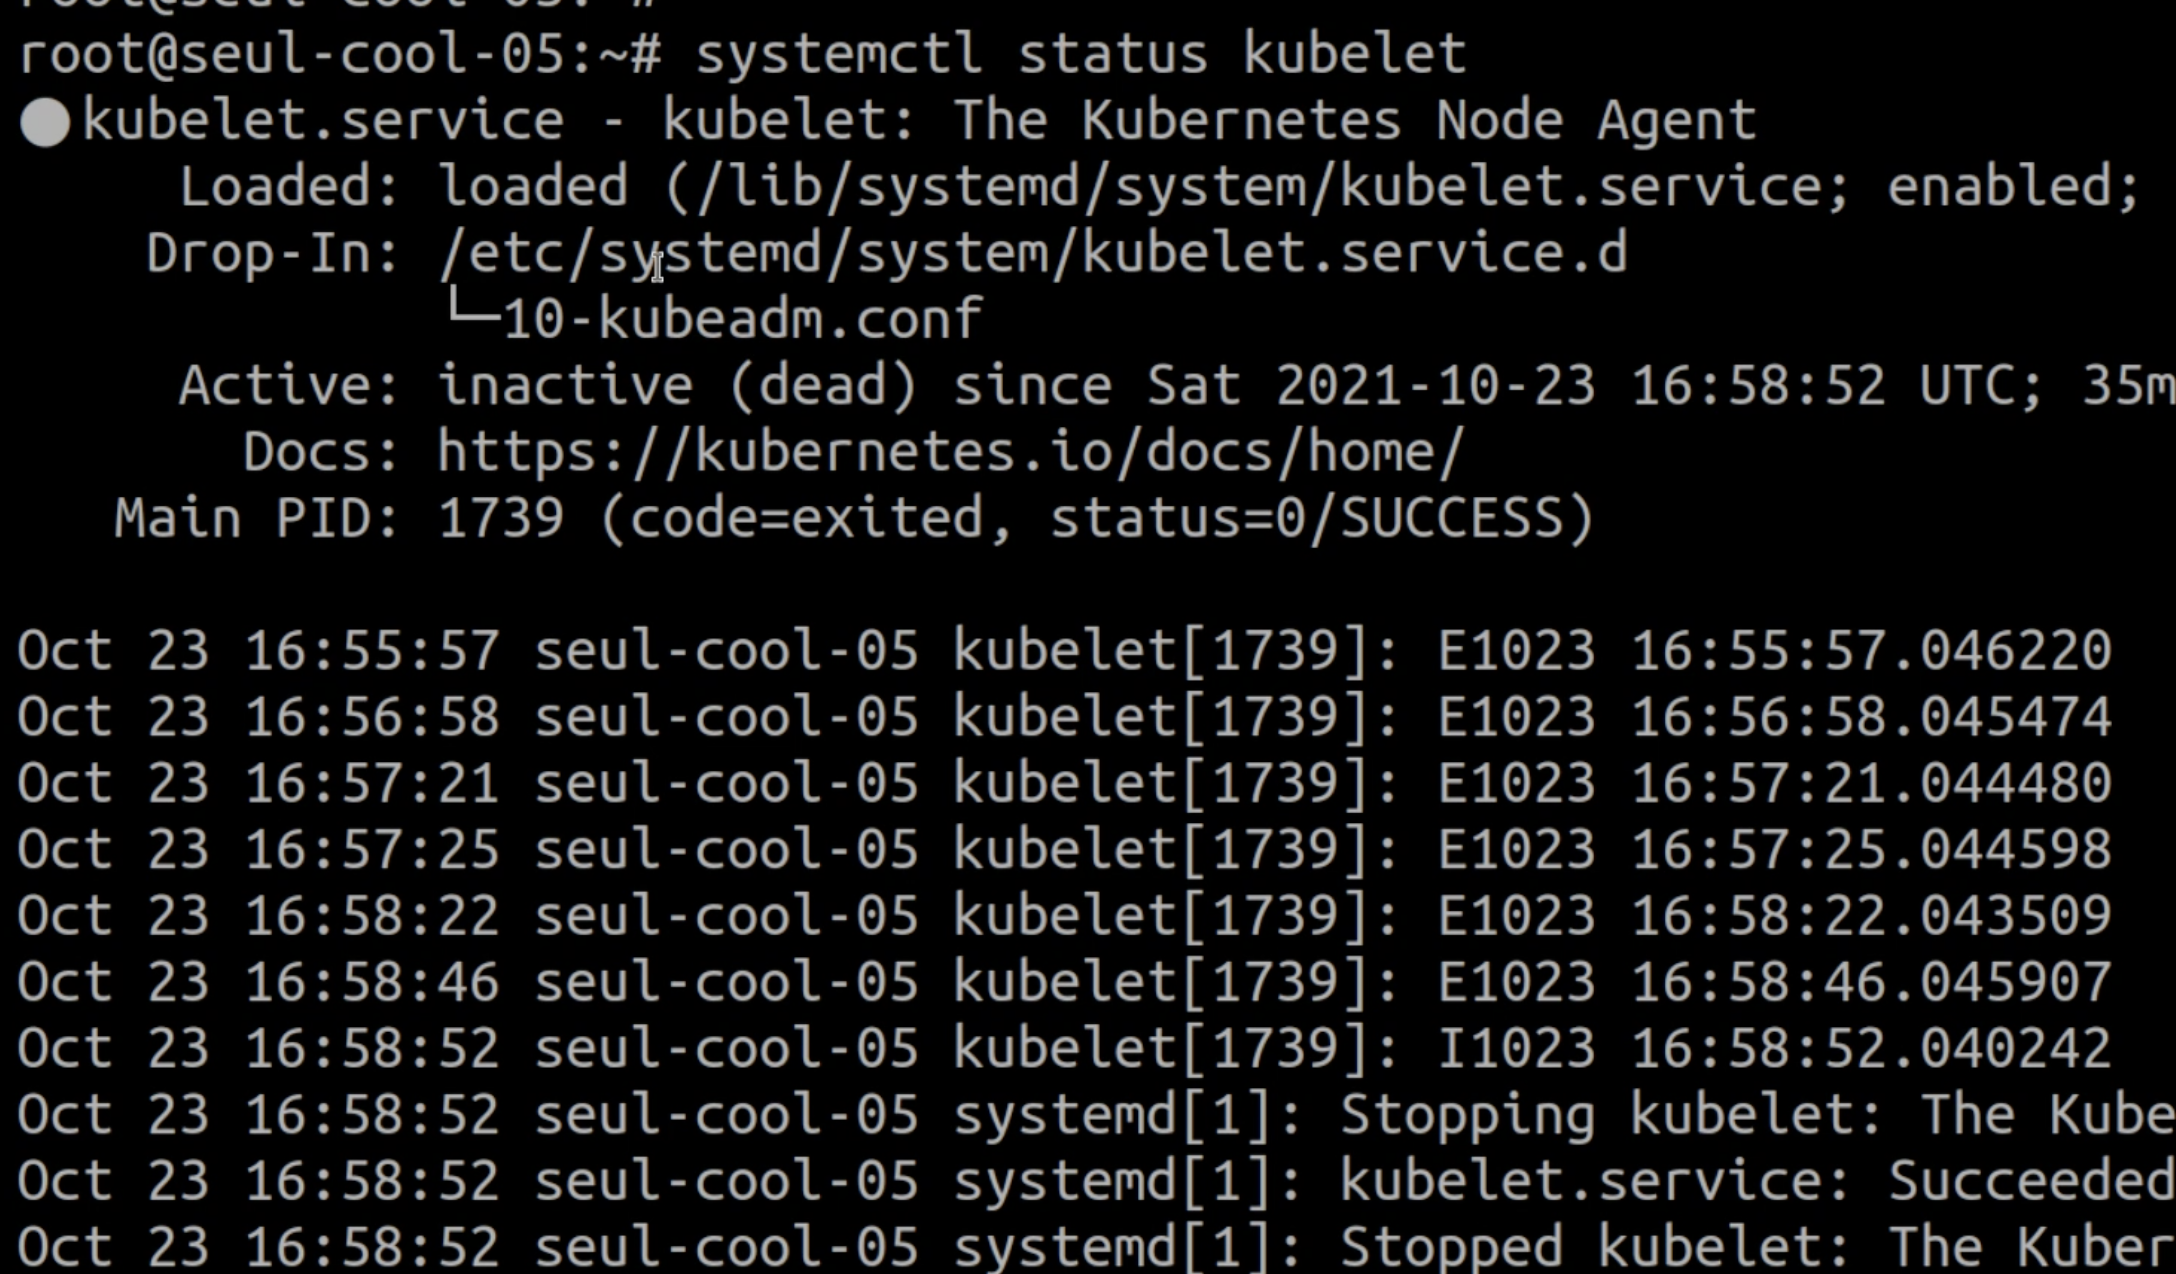 root@seul-cool-05:~#
root@seul-cool-05:~# systemctl status kubelet
●kubelet.service - kubelet: The Kubernetes Node Agent
Loaded: loaded (/lib/systemd/system/kubelet.service; enabled;
Drop-In: /etc/systemd/system/kubelet.service.d
└─10-kubeadm.conf
Active: inactive (dead) since Sat 2021-10-23 16:58:52 UTC; 35m
Docs: https://kubernetes.io/docs/home/
Main PID: 1739 (code=exited, status=0/SUCCESS)
Oct 23 16:55:57 seul-cool-05 kubelet[1739]: E1023 16:55:57.046220
Oct 23 16:56:58 seul-cool-05 kubelet[1739]: E1023 16:56:58.045474
Oct 23 16:57:21 seul-cool-05 kubelet[1739]: E1023 16:57:21.044480
Oct 23 16:57:25 seul-cool-05 kubelet[1739]: E1023 16:57:25.044598
Oct 23 16:58:22 seul-cool-05 kubelet[1739]: E1023 16:58:22.043509
Oct 23 16:58:46 seul-cool-05 kubelet[1739]: E1023 16:58:46.045907
Oct 23 16:58:52 seul-cool-05 kubelet[1739]: I1023 16:58:52.040242
Oct 23 16:58:52 seul-cool-05 systemd[1]: Stopping kubelet: The Kube
Oct 23 16:58:52 seul-cool-05 systemd[1]: kubelet.service: Succeeded
Oct 23 16:58:52 seul-cool-05 systemd[1]: Stopped kubelet: The Kuber